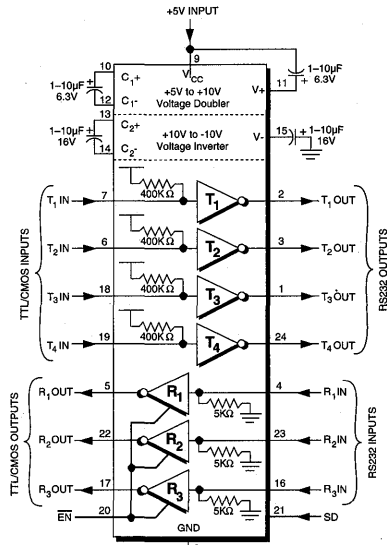 +5V INPUT
9
VCC
10
1–10µF
6.3V
12
C1+
C1-
+5V to +10V
Voltage Doubler
V+
11
1–10µF
6.3V
13
1–10µF
16V
14
C2+
C2-
+10V to -10V
Voltage Inverter
V-
15
1–10µF
16V
TTL/CMOS INPUTS
T1 IN
7
400KΩ
T1
2
T1 OUT
T2 IN
6
400KΩ
T2
3
T2 OUT
T3 IN
18
400KΩ
T3
1
T3 OUT
T4 IN
19
400KΩ
T4
24
T4 OUT
RS232 OUTPUTS
TTL/CMOS OUTPUTS
R1 OUT
5
R1
4
R1 IN
5KΩ
R2 OUT
22
R2
23
R2 IN
5KΩ
R3 OUT
17
R3
16
R3 IN
5KΩ
RS232 INPUTS
EN
20
GND
21
SD